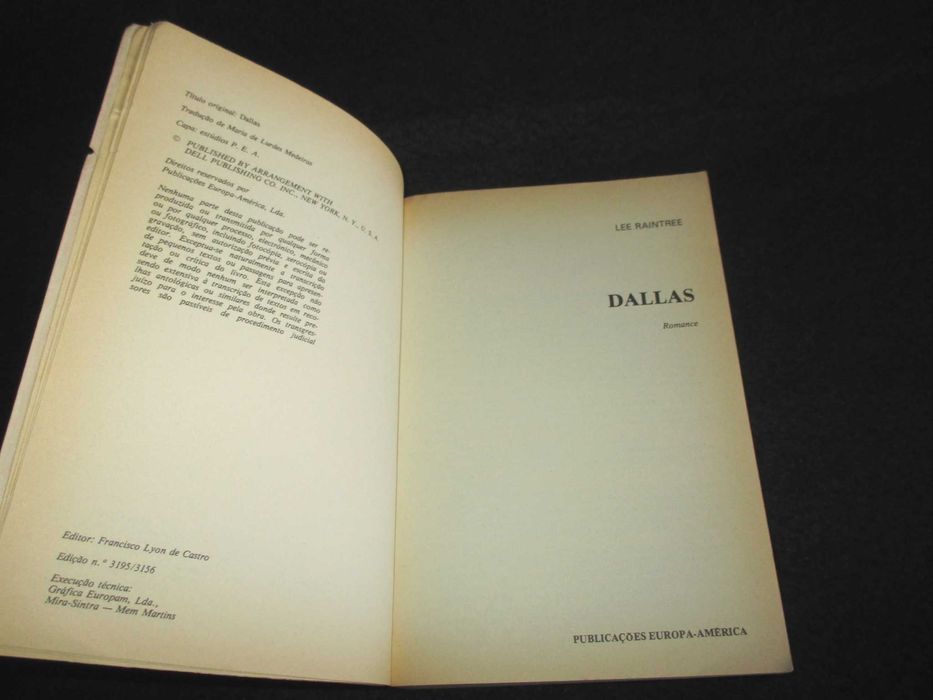 Título original: Dallas
Tradução de Maria de Lurdes Medeiros
Capa: estúdios P. E. A.
© PUBLISHED BY ARRANGEMENT WITH
DELL PUBLISHING CO. INC., NEW YORK, N. Y., U. S. A.
Direitos reservados por
Publicações Europa-América, Lda.
Nenhuma parte desta publicação pode ser re-
produzida ou transmitida por qualquer forma
ou por qualquer processo, electrónico, mecânico
ou fotográfico, incluindo fotocópia, xerocópia ou
gravação, sem autorização prévia e escrita do
editor. Exceptua-se naturalmente a transcrição
de pequenos textos ou passagens para apresen-
tação ou crítica do livro. Esta excepção não
deve de modo nenhum ser interpretada como
sendo extensiva à transcrição de textos em reco-
lhas antológicas ou similares donde resulte pre-
juízo para o interesse pela obra. Os transgres-
sores são passíveis de procedimento judicial
Editor: Francisco Lyon de Castro
Edição n.º 3195/3156
Execução técnica:
Gráfica Europam, Lda.,
Mira-Sintra — Mem Martins
LEE RAINTREE
DALLAS
Romance
PUBLICAÇÕES EUROPA-AMÉRICA